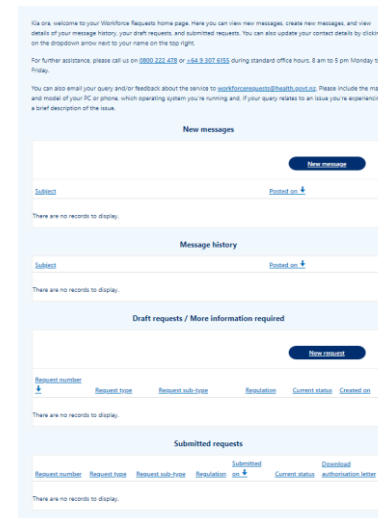 Kia ora, welcome to your Workforce Requests home page. Here you can view new messages, create new messages, and view
details of your message history, your draft requests, and submitted requests. You can also update your contact details by
on the dropdown arrow next to your name on the top right.
For further assistance, please call us on 0800 222 478 or +64 9 307 6155 during standard office hours, 8 am to 5 pm Monday
Friday.
You can also email your query and/or feedback about the service to workforcerequests@health.govt.nz. Please include the
and model of your PC or phone, which operating system you're running and, if your query relates to an issue you're
a brief description of the issue.
New messages
New message
Subject Posted on
There are no records to display.
Message history
Subject Posted on
There are no records to display.
Draft requests / More information required
New request
Request number
Request type Request sub-type Regulation Current status Created on
There are no records to display.
Submitted requests
Submitted Download
Request number Request type Request sub-type Regulation on Current status authorisation letter
There are no records to display.